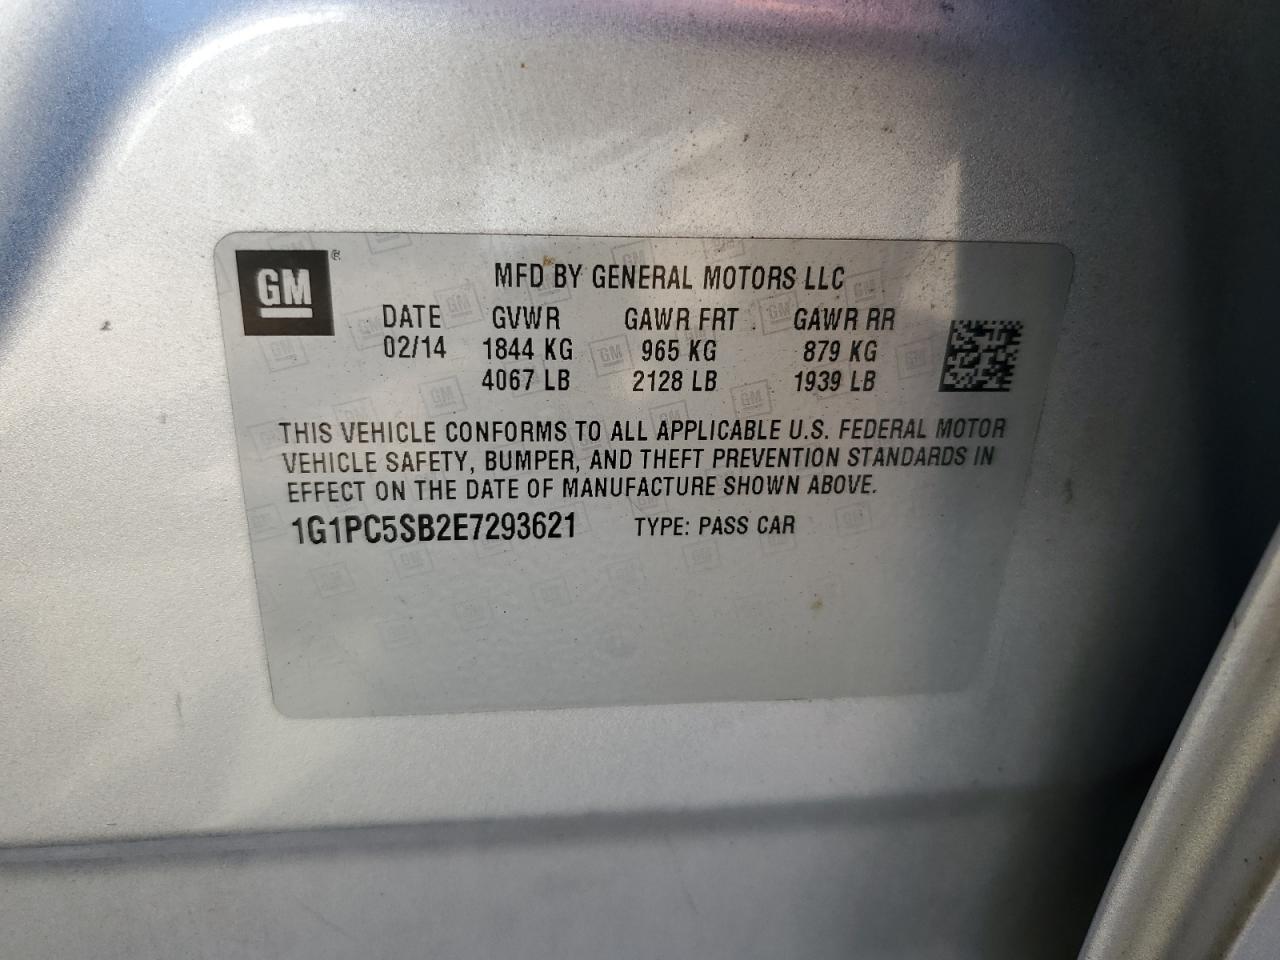 GM ®
MFD BY GENERAL MOTORS LLC
DATE GVWR GAWR FRT GAWR RR
02/14 1844 KG 965 KG 879 KG
4067 LB 2128 LB 1939 LB
THIS VEHICLE CONFORMS TO ALL APPLICABLE U.S. FEDERAL MOTOR
VEHICLE SAFETY, BUMPER, AND THEFT PREVENTION STANDARDS IN
EFFECT ON THE DATE OF MANUFACTURE SHOWN ABOVE.
1G1PC5SB2E7293621 TYPE: PASS CAR